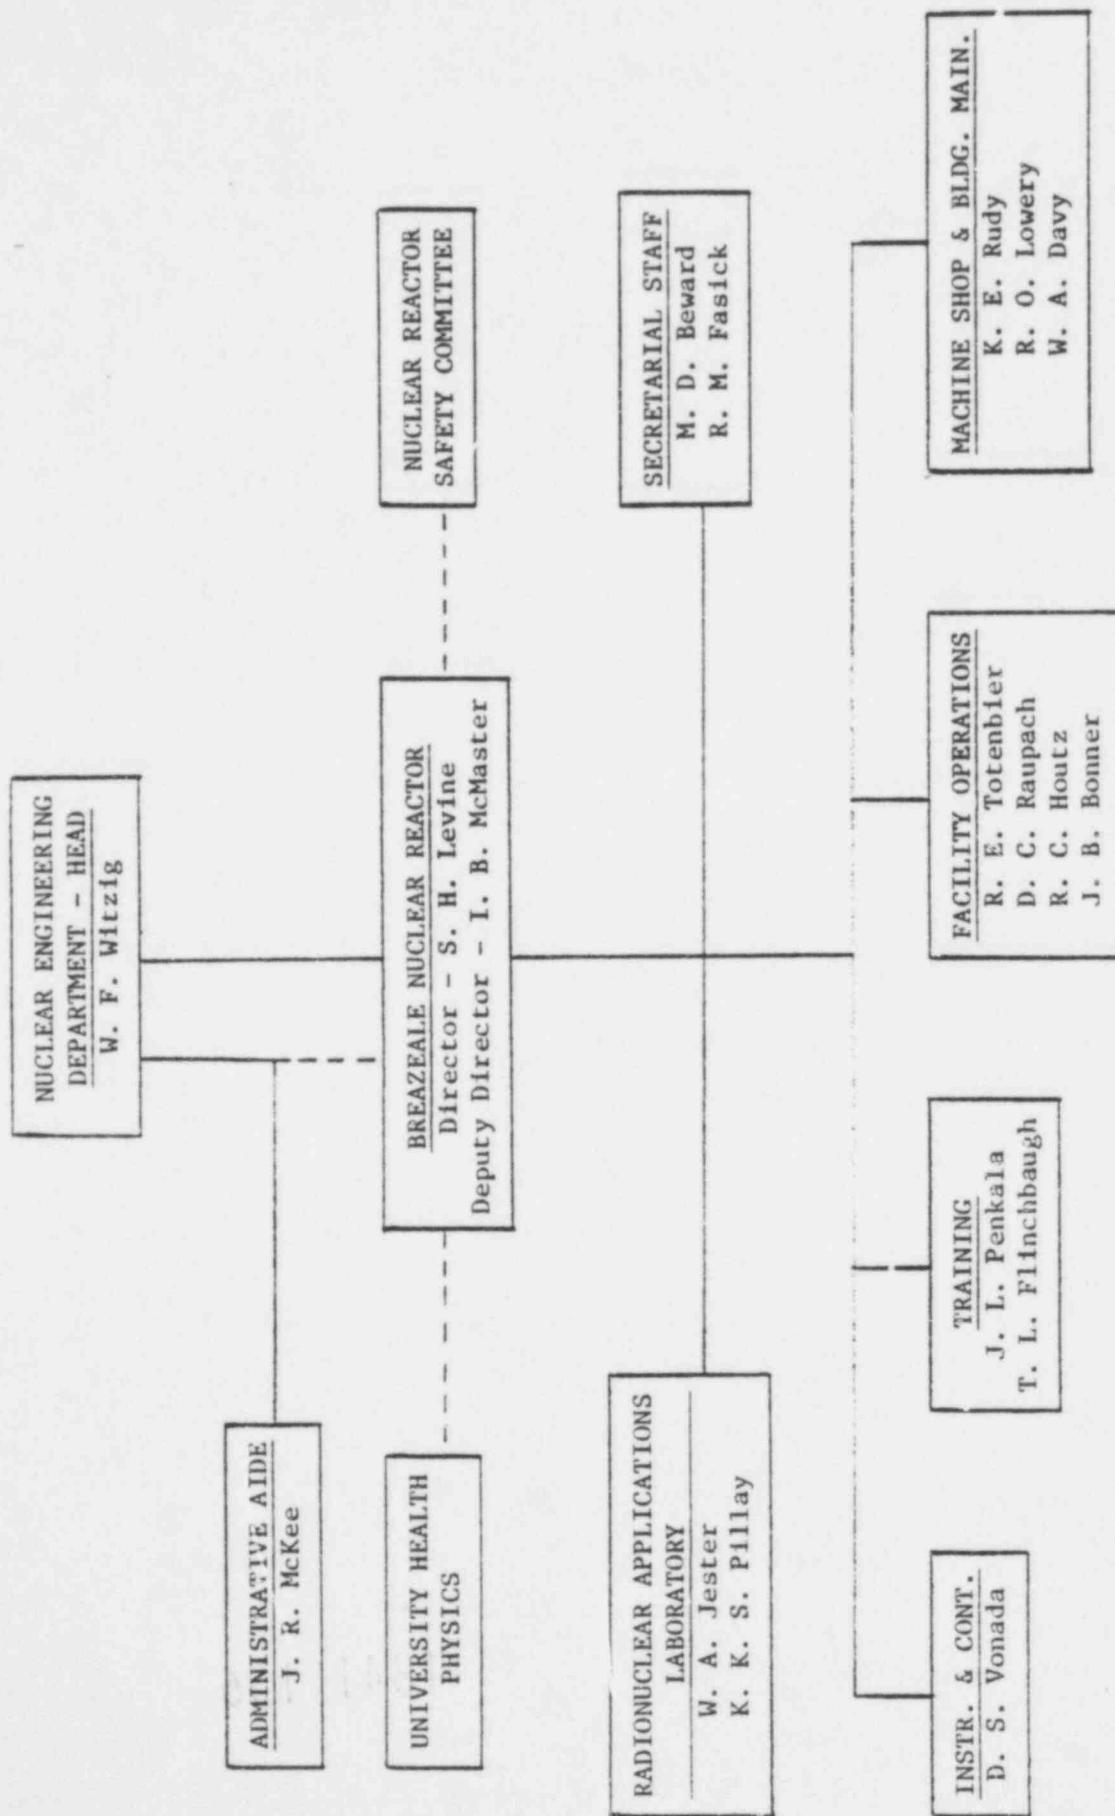 NUCLEAR ENGINEERING
DEPARTMENT - HEAD
W. F. Witzig
ADMINISTRATIVE AIDE
J. R. McKee
UNIVERSITY HEALTH
PHYSICS
BREAZEALE NUCLEAR REACTOR
Director - S. H. Levine
Deputy Director - I. B. McMaster
NUCLEAR REACTOR
SAFETY COMMITTEE
RADIONUCLEAR APPLICATIONS
LABORATORY
W. A. Jester
K. K. S. Pillay
SECRETARIAL STAFF
M. D. Beward
R. M. Fasick
INSTR. & CONT.
D. S. Vonada
TRAINING
J. L. Penkala
T. L. Flinchbaugh
FACILITY OPERATIONS
R. E. Totenbier
D. C. Raupach
R. C. Houtz
J. B. Bonner
MACHINE SHOP & BLDG. MAIN.
K. E. Rudy
R. O. Lowery
W. A. Davy